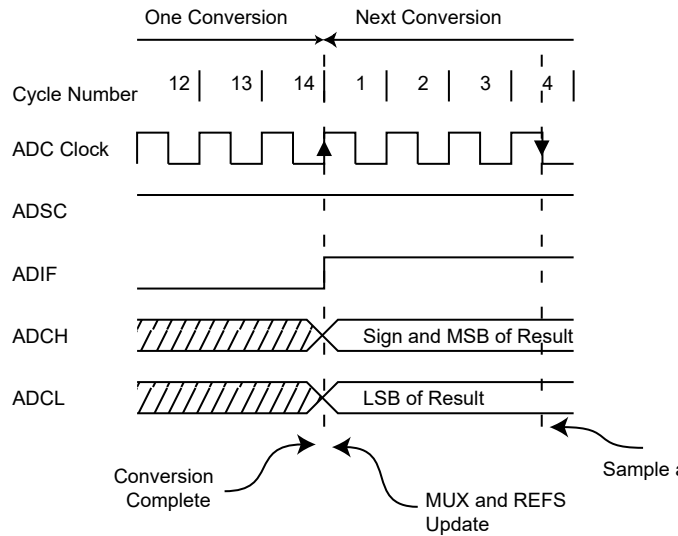 One Conversion Next Conversion
Cycle Number 12 13 14 1 2 3 4
ADC Clock
ADSC
ADIF
ADCH Sign and MSB of Result
ADCL LSB of Result
Conversion
Complete
MUX and REFS
Update
Sample